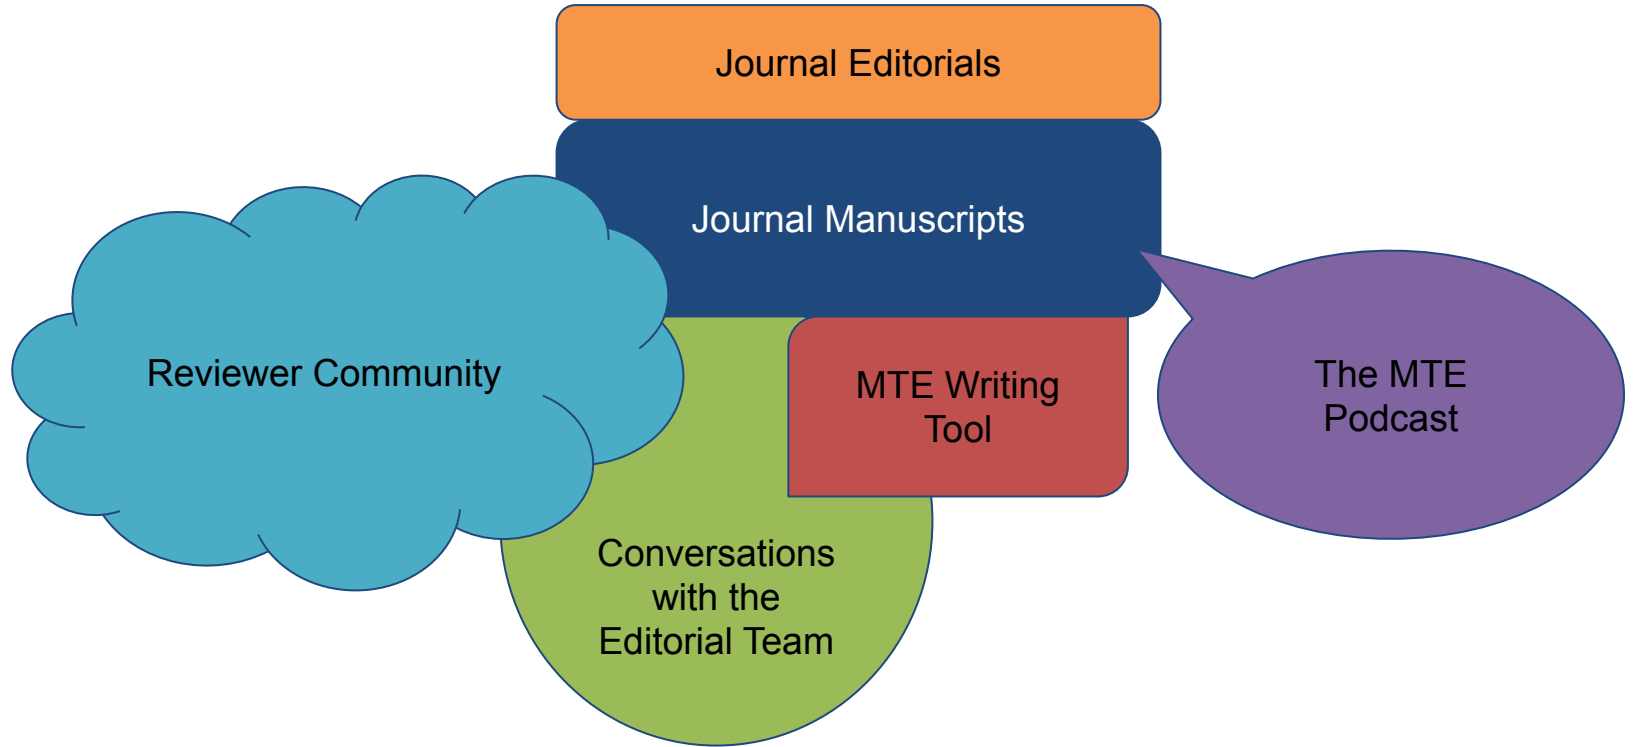 Journal Editorials
Journal Manuscripts
Reviewer Community
MTE Writing
Tool
The MTE
Podcast
Conversations
with the
Editorial Team